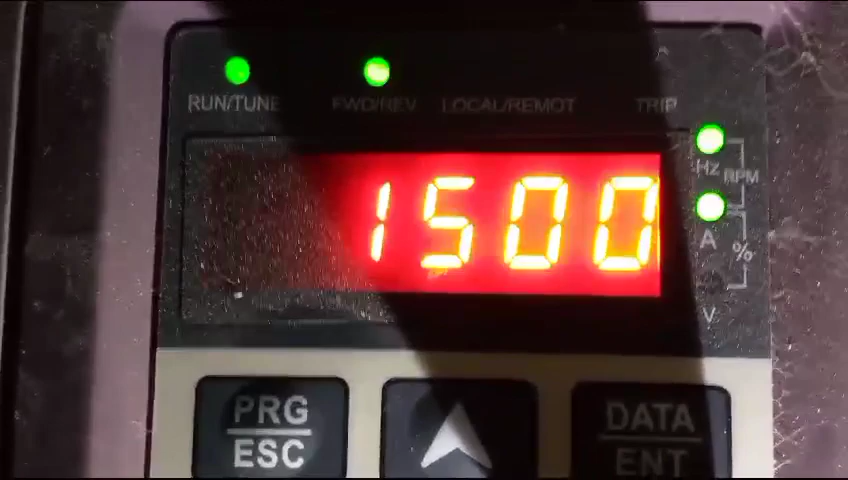 RUN/TUNE FWD/REV LOCAL/REMOT TRIP
Hz RPM
1500
A %
V
PRG DATA
ESC ENT